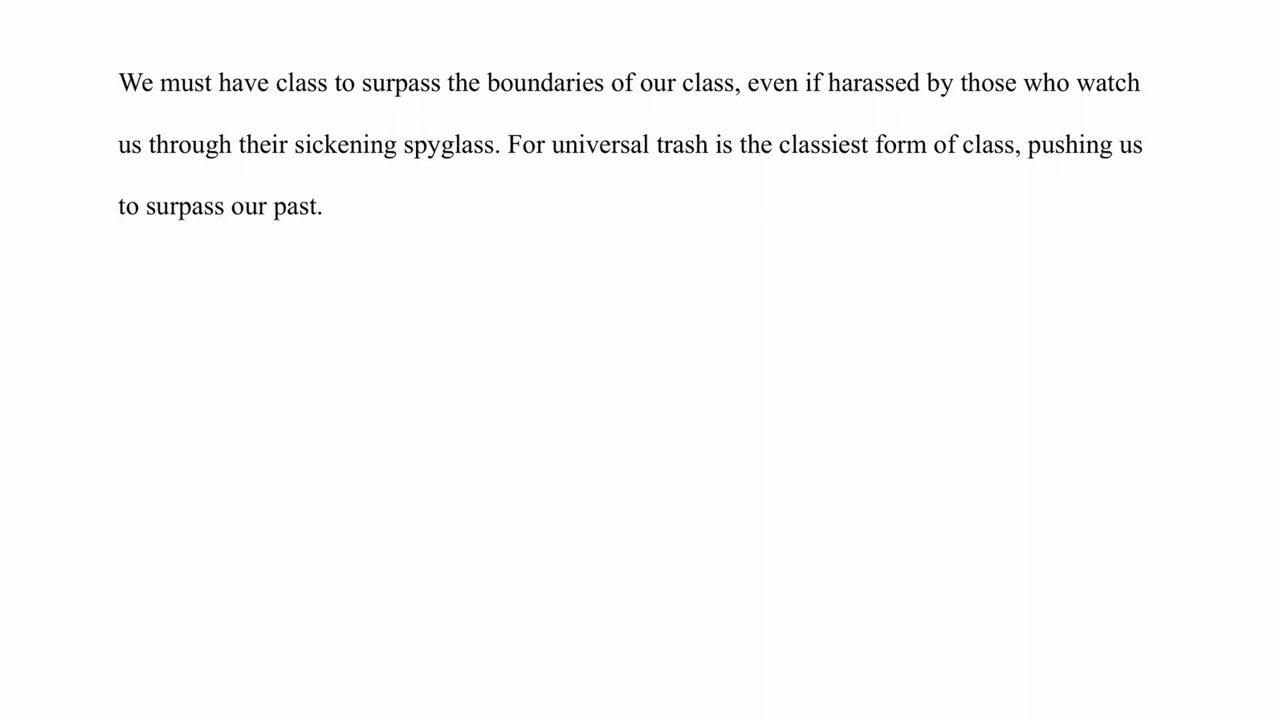 We must have class to surpass the boundaries of our class, even if harassed by those who watch
us through their sickening spyglass. For universal trash is the classiest form of class, pushing us
to surpass our past.